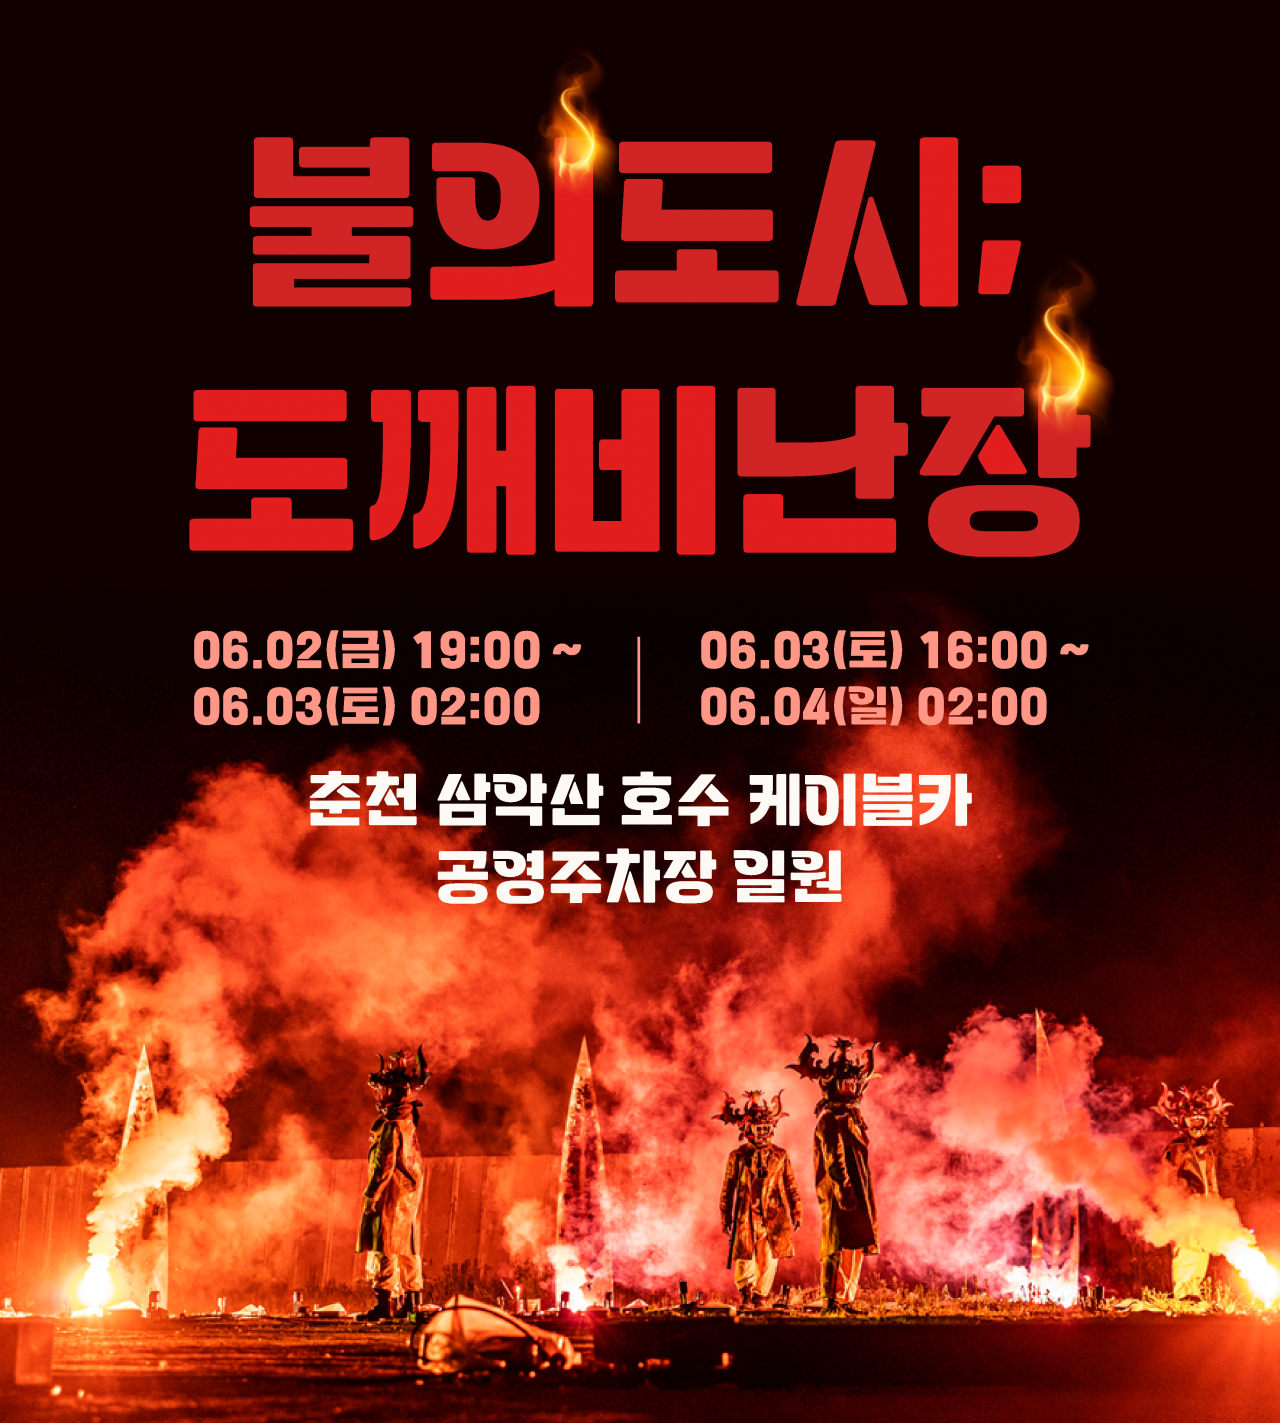 불의도시;
도깨비난장
06.02(금) 19:00 ~
06.03(토) 02:00
06.03(토) 16:00 ~
06.04(일) 02:00
춘천 삼악산 호수 케이블카
공영주차장 일원